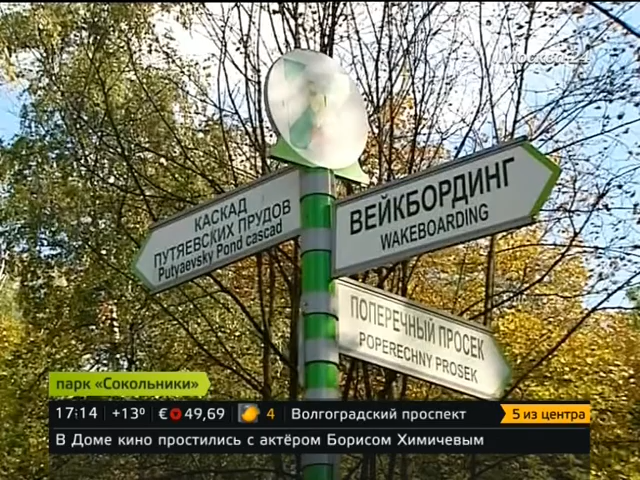 Москва 24
КАСКАД
ПУТЯЕВСКИХ ПРУДОВ
Putyaevsky Pond cascad
ВЕЙКБОРДИНГ
WAKEBOARDING
ПОПЕРЕЧНЫЙ ПРОСЕК
POPERECHNY PROSEK
парк «Сокольники»
17:14 +13° € 49,69 4 Волгоградский проспект 5 из центра
В Доме кино простились с актёром Борисом Химичевым